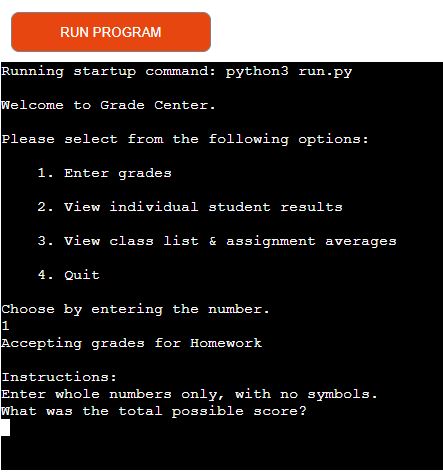 RUN PROGRAM
Running startup command: python3 run.py
Welcome to Grade Center.
Please select from the following options:
1. Enter grades
2. View individual student results
3. View class list & assignment averages
4. Quit
Choose by entering the number.
1
Accepting grades for Homework
Instructions:
Enter whole numbers only, with no symbols.
What was the total possible score?